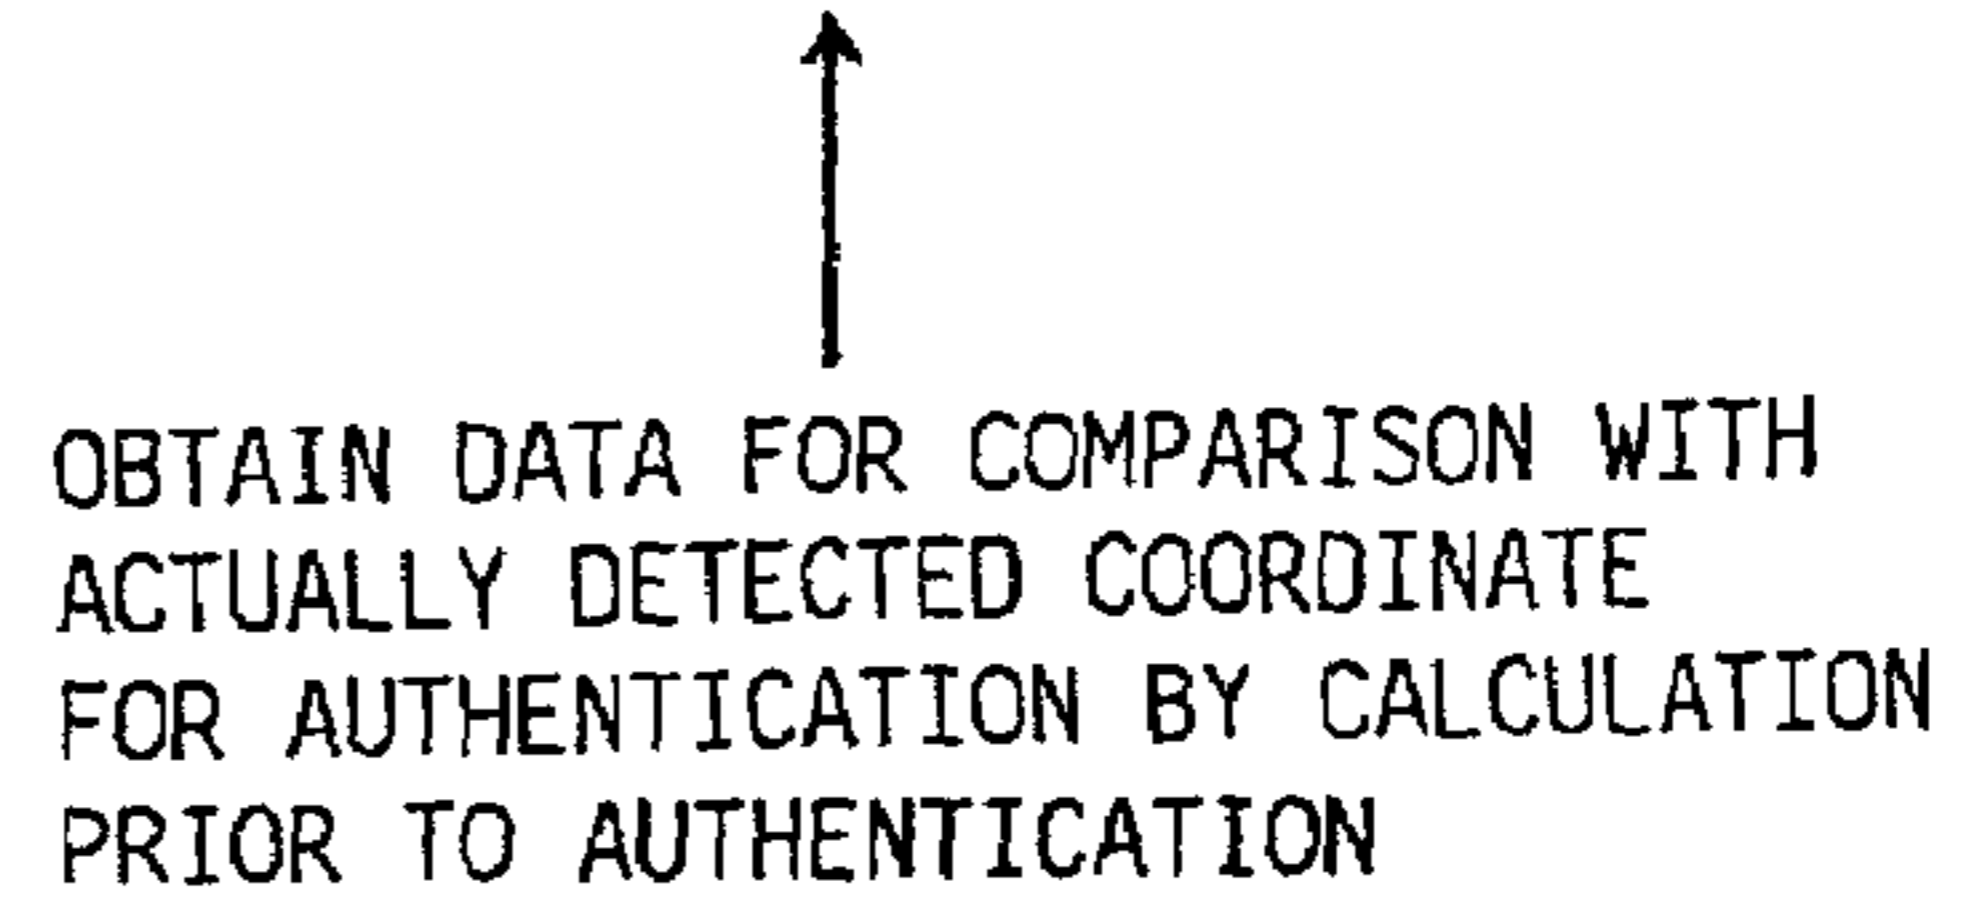 OBTAIN DATA FOR COMPARISON WITH
ACTUALLY DETECTED COORDINATE
FOR AUTHENTICATION BY CALCULATION
PRIOR TO AUTHENTICATION